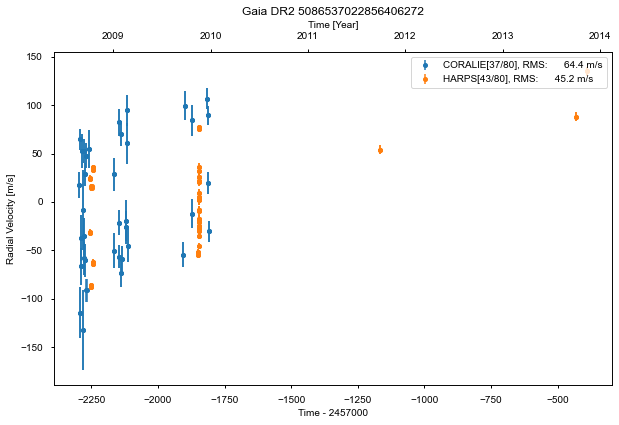 Gaia DR2 5086537022856406272
Time [Year]
2009 2010 2011 2012 2013 2014
CORALIE[37/80], RMS: 64.4 m/s
HARPS[43/80], RMS: 45.2 m/s
Radial Velocity [m/s]
150
100
50
0
−50
−100
−150
−2250 −2000 −1750 −1500 −1250 −1000 −750 −500
Time - 2457000